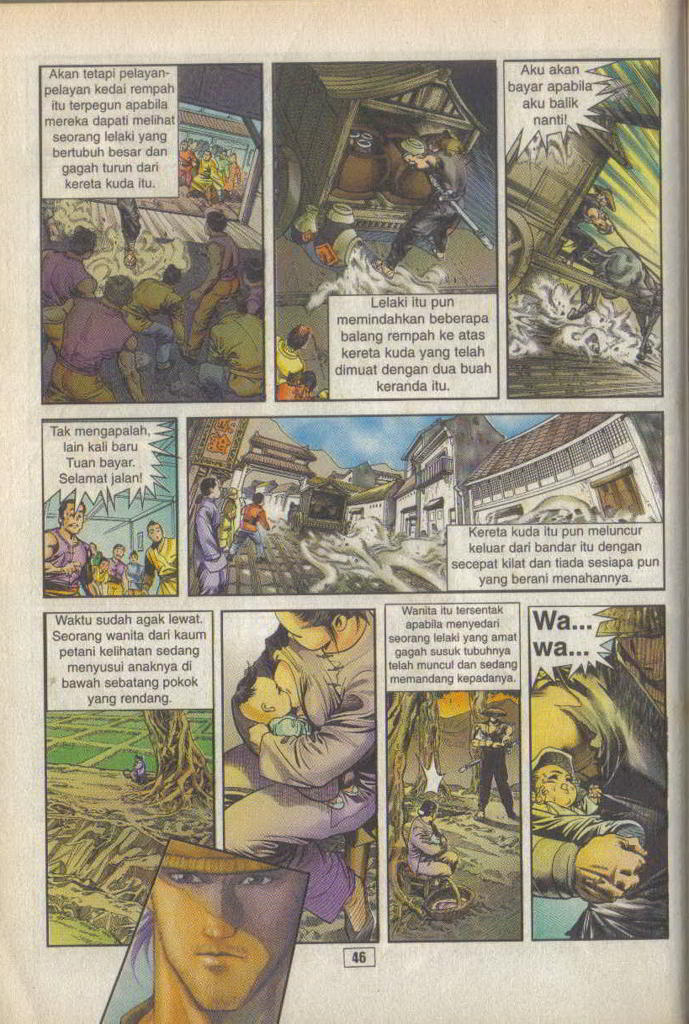 Akan tetapi pelayan-
pelayan kedai rempah
itu terpegun apabila
mereka dapati melihat
seorang lelaki yang
bertubuh besar dan
gagah turun dari
kereta kuda itu.
Lelaki itu pun
memindahkan beberapa
balang rempah ke atas
kereta kuda yang telah
dimuat dengan dua buah
keranda itu.
Aku akan
bayar apabila
aku balik
nanti!
Tak mengapalah,
lain kali baru
Tuan bayar.
Selamat jalan!
Kereta kuda itu pun meluncur
keluar dari bandar itu dengan
secepat kilat dan tiada sesiapa pun
yang berani menahannya.
Waktu sudah agak lewat.
Seorang wanita dari kaum
petani kelihatan sedang
menyusui anaknya di
bawah sebatang pokok
yang rendang.
Wanita itu tersentak
apabila menyedari
seorang lelaki yang amat
gagah susuk tubuhnya
telah muncul dan sedang
memandang kepadanya.
Wa...
wa...
46